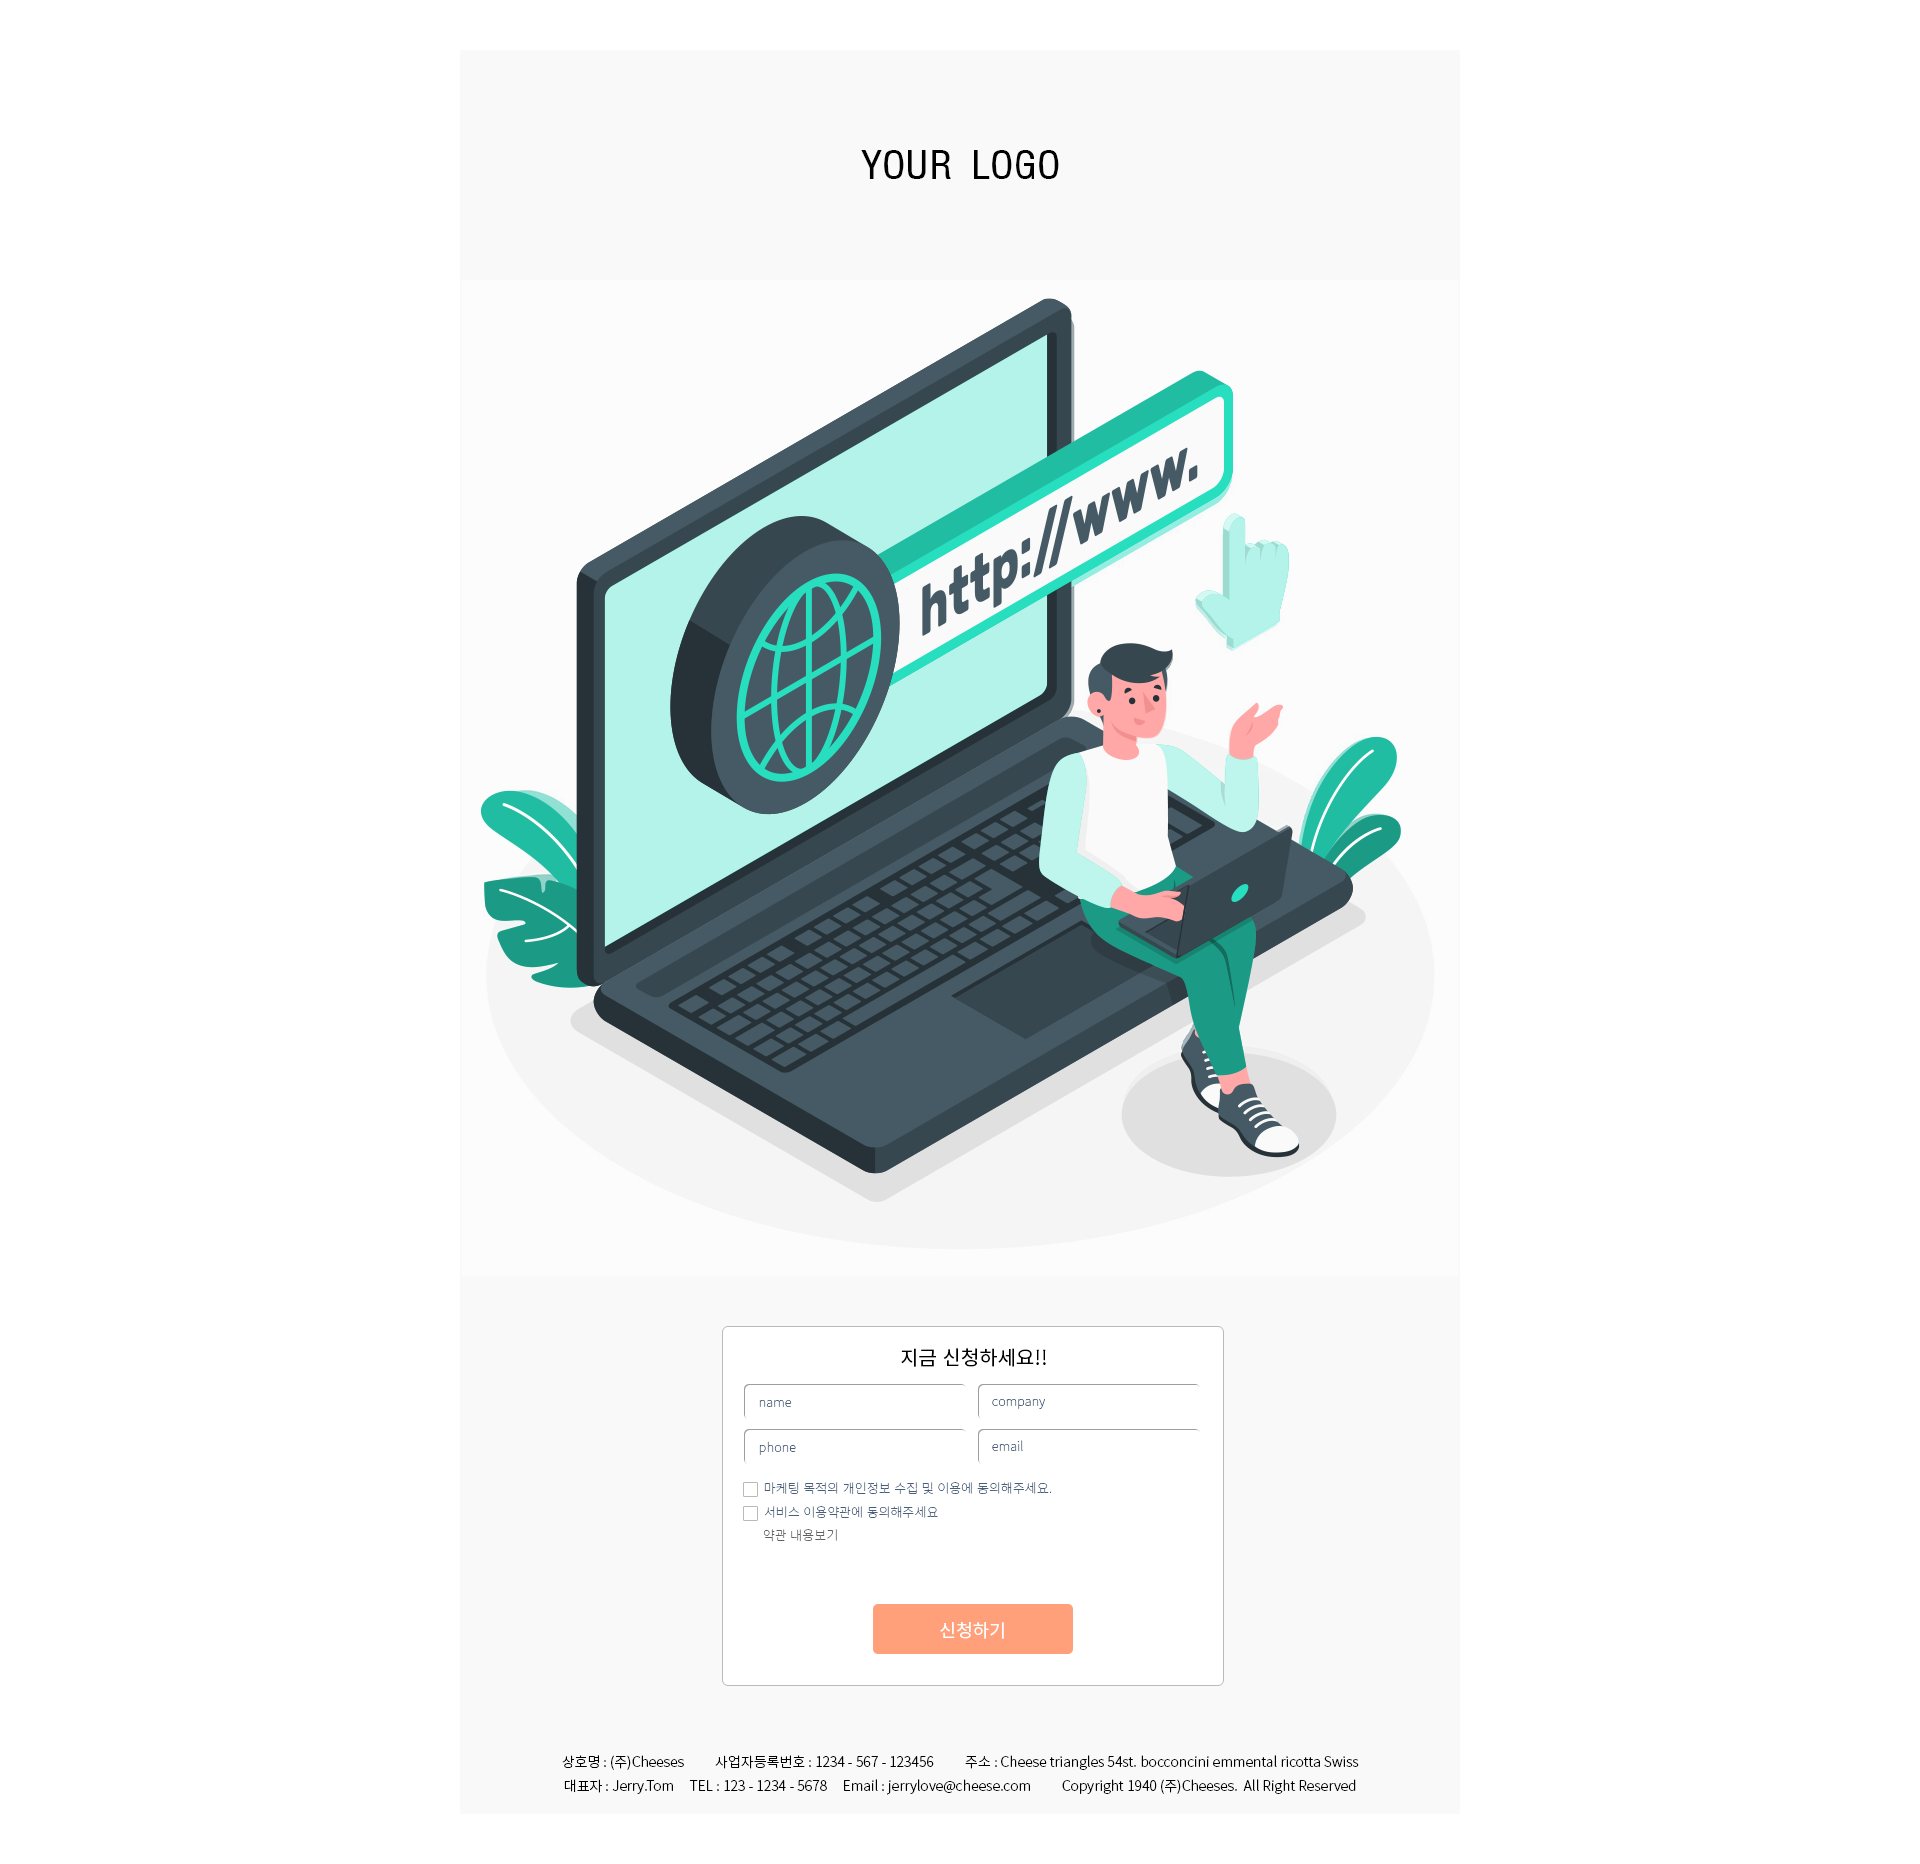 YOUR LOGO
http://www.
지금 신청하세요!!
name company
phone email
마케팅 목적의 개인정보 수집 및 이용에 동의해주세요.
서비스 이용약관에 동의해주세요
약관 내용보기
신청하기
상호명 : (주)Cheeses 사업자등록번호 : 1234 - 567 - 123456 주소 : Cheese triangles 54st. bocconcini emmental ricotta Swiss
대표자 : Jerry.Tom TEL : 123 - 1234 - 5678 Email : jerrylove@cheese.com Copyright 1940 (주)Cheeses. All Right Reserved